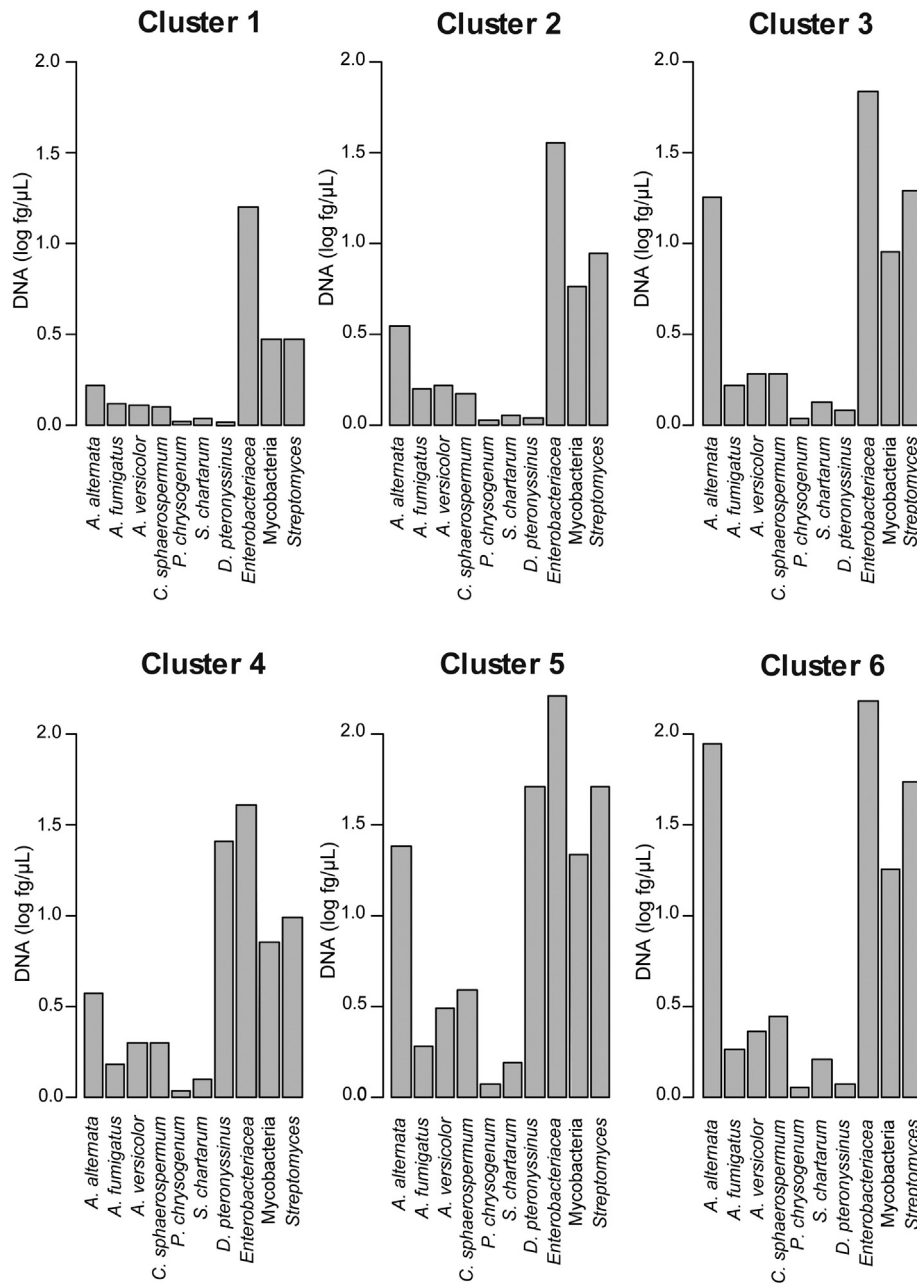 Cluster 1
2.0
1.5
1.0
0.5
0.0
DNA (log fg/µL)
A. alternata
A. fumigatus
A. versicolor
C. sphaerospermum
P. chrysogenum
S. chartarum
D. pteronyssinus
Enterobacteriacea
Mycobacteria
Streptomyces
Cluster 2
2.0
1.5
1.0
0.5
0.0
DNA (log fg/µL)
A. alternata
A. fumigatus
A. versicolor
C. sphaerospermum
P. chrysogenum
S. chartarum
D. pteronyssinus
Enterobacteriacea
Mycobacteria
Streptomyces
Cluster 3
2.0
1.5
1.0
0.5
0.0
DNA (log fg/µL)
A. alternata
A. fumigatus
A. versicolor
C. sphaerospermum
P. chrysogenum
S. chartarum
D. pteronyssinus
Enterobacteriacea
Mycobacteria
Streptomyces
Cluster 4
2.0
1.5
1.0
0.5
0.0
DNA (log fg/µL)
A. alternata
A. fumigatus
A. versicolor
C. sphaerospermum
P. chrysogenum
S. chartarum
D. pteronyssinus
Enterobacteriacea
Mycobacteria
Streptomyces
Cluster 5
2.0
1.5
1.0
0.5
0.0
DNA (log fg/µL)
A. alternata
A. fumigatus
A. versicolor
C. sphaerospermum
P. chrysogenum
S. chartarum
D. pteronyssinus
Enterobacteriacea
Mycobacteria
Streptomyces
Cluster 6
2.0
1.5
1.0
0.5
0.0
DNA (log fg/µL)
A. alternata
A. fumigatus
A. versicolor
C. sphaerospermum
P. chrysogenum
S. chartarum
D. pteronyssinus
Enterobacteriacea
Mycobacteria
Streptomyces